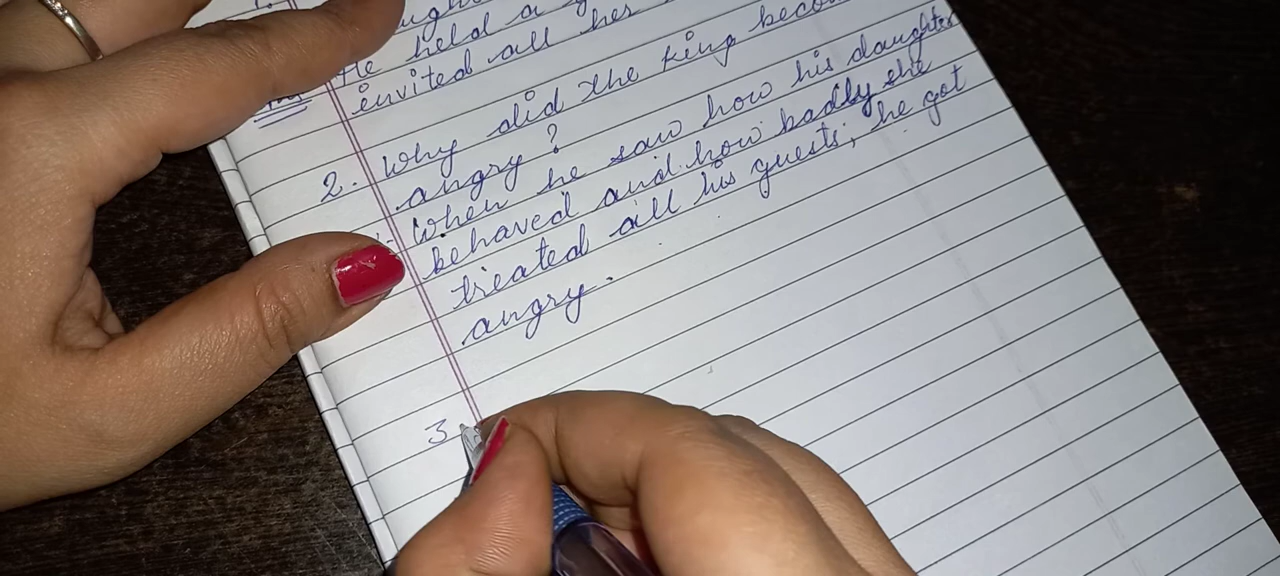 1.
He held a
invited all her
2. Why did the king
angry?
When he saw how his daughter
behaved and how badly she
treated all his guests, he got
angry.
3